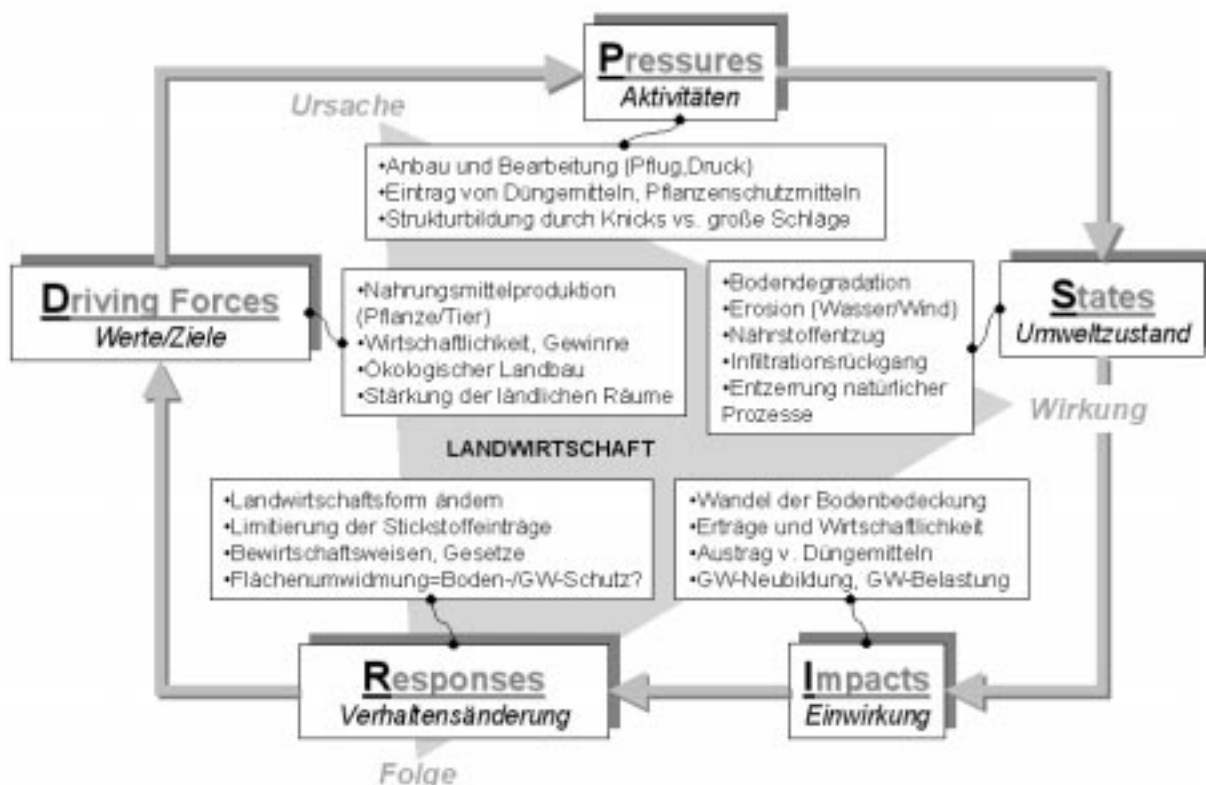 Pressures
Aktivitäten
Ursache
•Anbau und Bearbeitung (Pflug,Druck)
•Eintrag von Düngemitteln, Pflanzenschutzmitteln
•Strukturbildung durch Knicks vs. große Schläge
Driving Forces
Werte/Ziele
•Nahrungsmittelproduktion
(Pflanze/Tier)
•Wirtschaftlichkeit, Gewinne
•Ökologischer Landbau
•Stärkung der ländlichen Räume
•Bodendegradation
•Erosion (Wasser/Wind)
•Nährstoffentzug
•Infiltrationsrückgang
•Entzerrung natürlicher
Prozesse
States
Umweltzustand
Wirkung
LANDWIRTSCHAFT
•Landwirtschaftsform ändern
•Limitierung der Stickstoffeinträge
•Bewirtschaftsweisen, Gesetze
•Flächenumwidmung=Boden-/GW-Schutz?
•Wandel der Bodenbedeckung
•Erträge und Wirtschaftlichkeit
•Austrag v. Düngemitteln
•GW-Neubildung, GW-Belastung
Responses
Verhaltensänderung
Impacts
Einwirkung
Folge